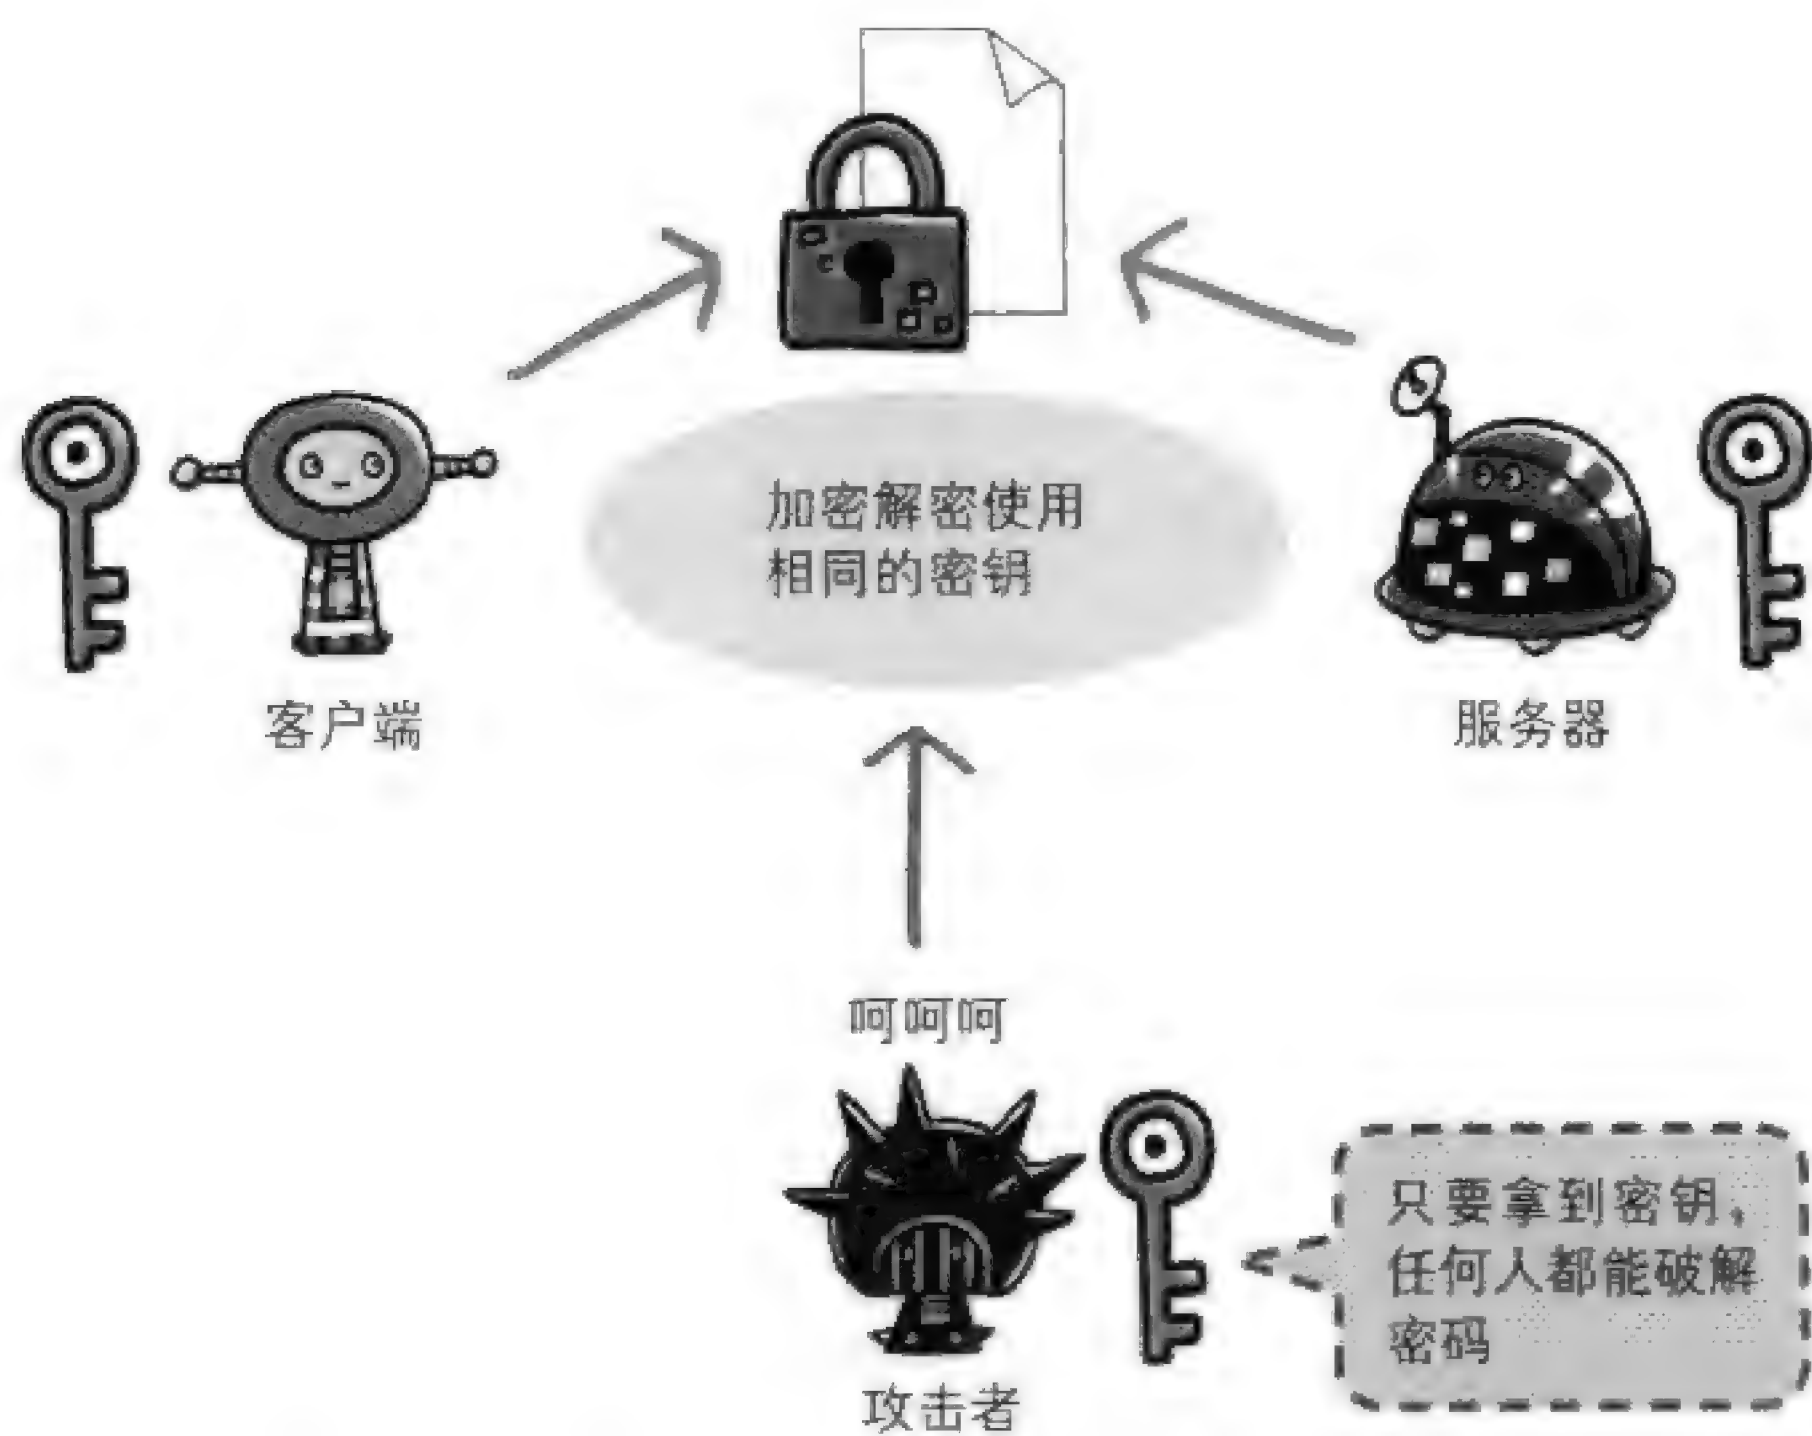 加密解密使用
相同的密钥
客户端
服务器
呵呵呵
只要拿到密钥，
任何人都能破解
密码
攻击者